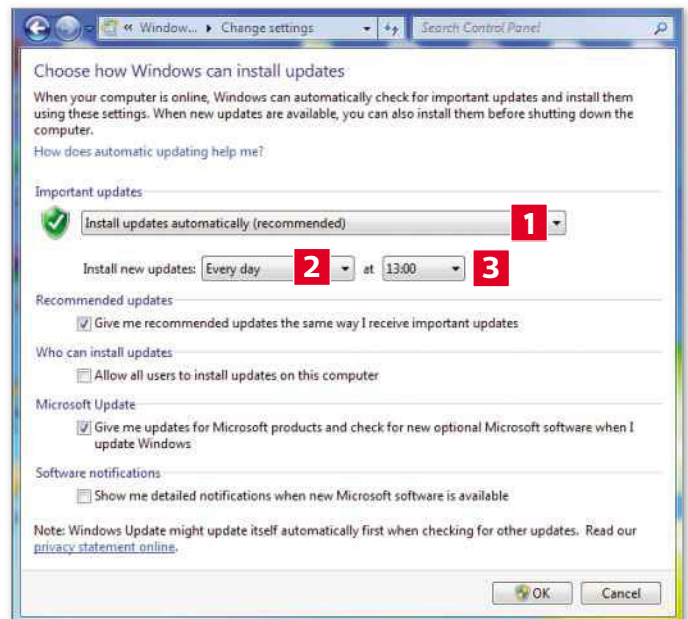 « Window... ▸ Change settings
Search Control Panel
Choose how Windows can install updates
When your computer is online, Windows can automatically check for important updates and install them
using these settings. When new updates are available, you can also install them before shutting down the
computer.
How does automatic updating help me?
Important updates
Install updates automatically (recommended) 1
Install new updates: Every day 2 at 13:00 3
Recommended updates
Give me recommended updates the same way I receive important updates
Who can install updates
Allow all users to install updates on this computer
Microsoft Update
Give me updates for Microsoft products and check for new optional Microsoft software when I
update Windows
Software notifications
Show me detailed notifications when new Microsoft software is available
Note: Windows Update might update itself automatically first when checking for other updates. Read our
privacy statement online.
OK Cancel